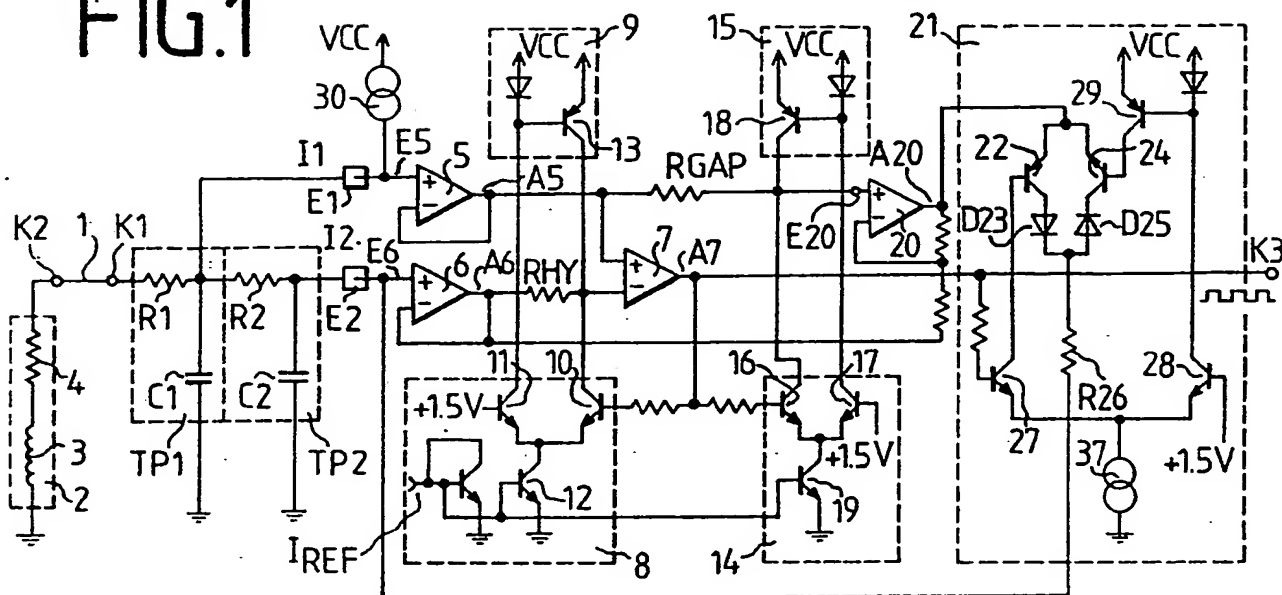 FIG.1
VCC
30
VCC
9
13
15
VCC
18
21
VCC
29
22
24
I1
E1
E5
5
A5
RGAP
A20
E20
20
D23
D25
K2
1
K1
R1
R2
I2
E2
E6
6
A6
RHY
7
A7
K3
4
3
2
C1
C2
TP1
TP2
11
10
+1.5V
12
IREF
8
16
17
+1.5V
19
14
27
R26
28
37
+1.5V